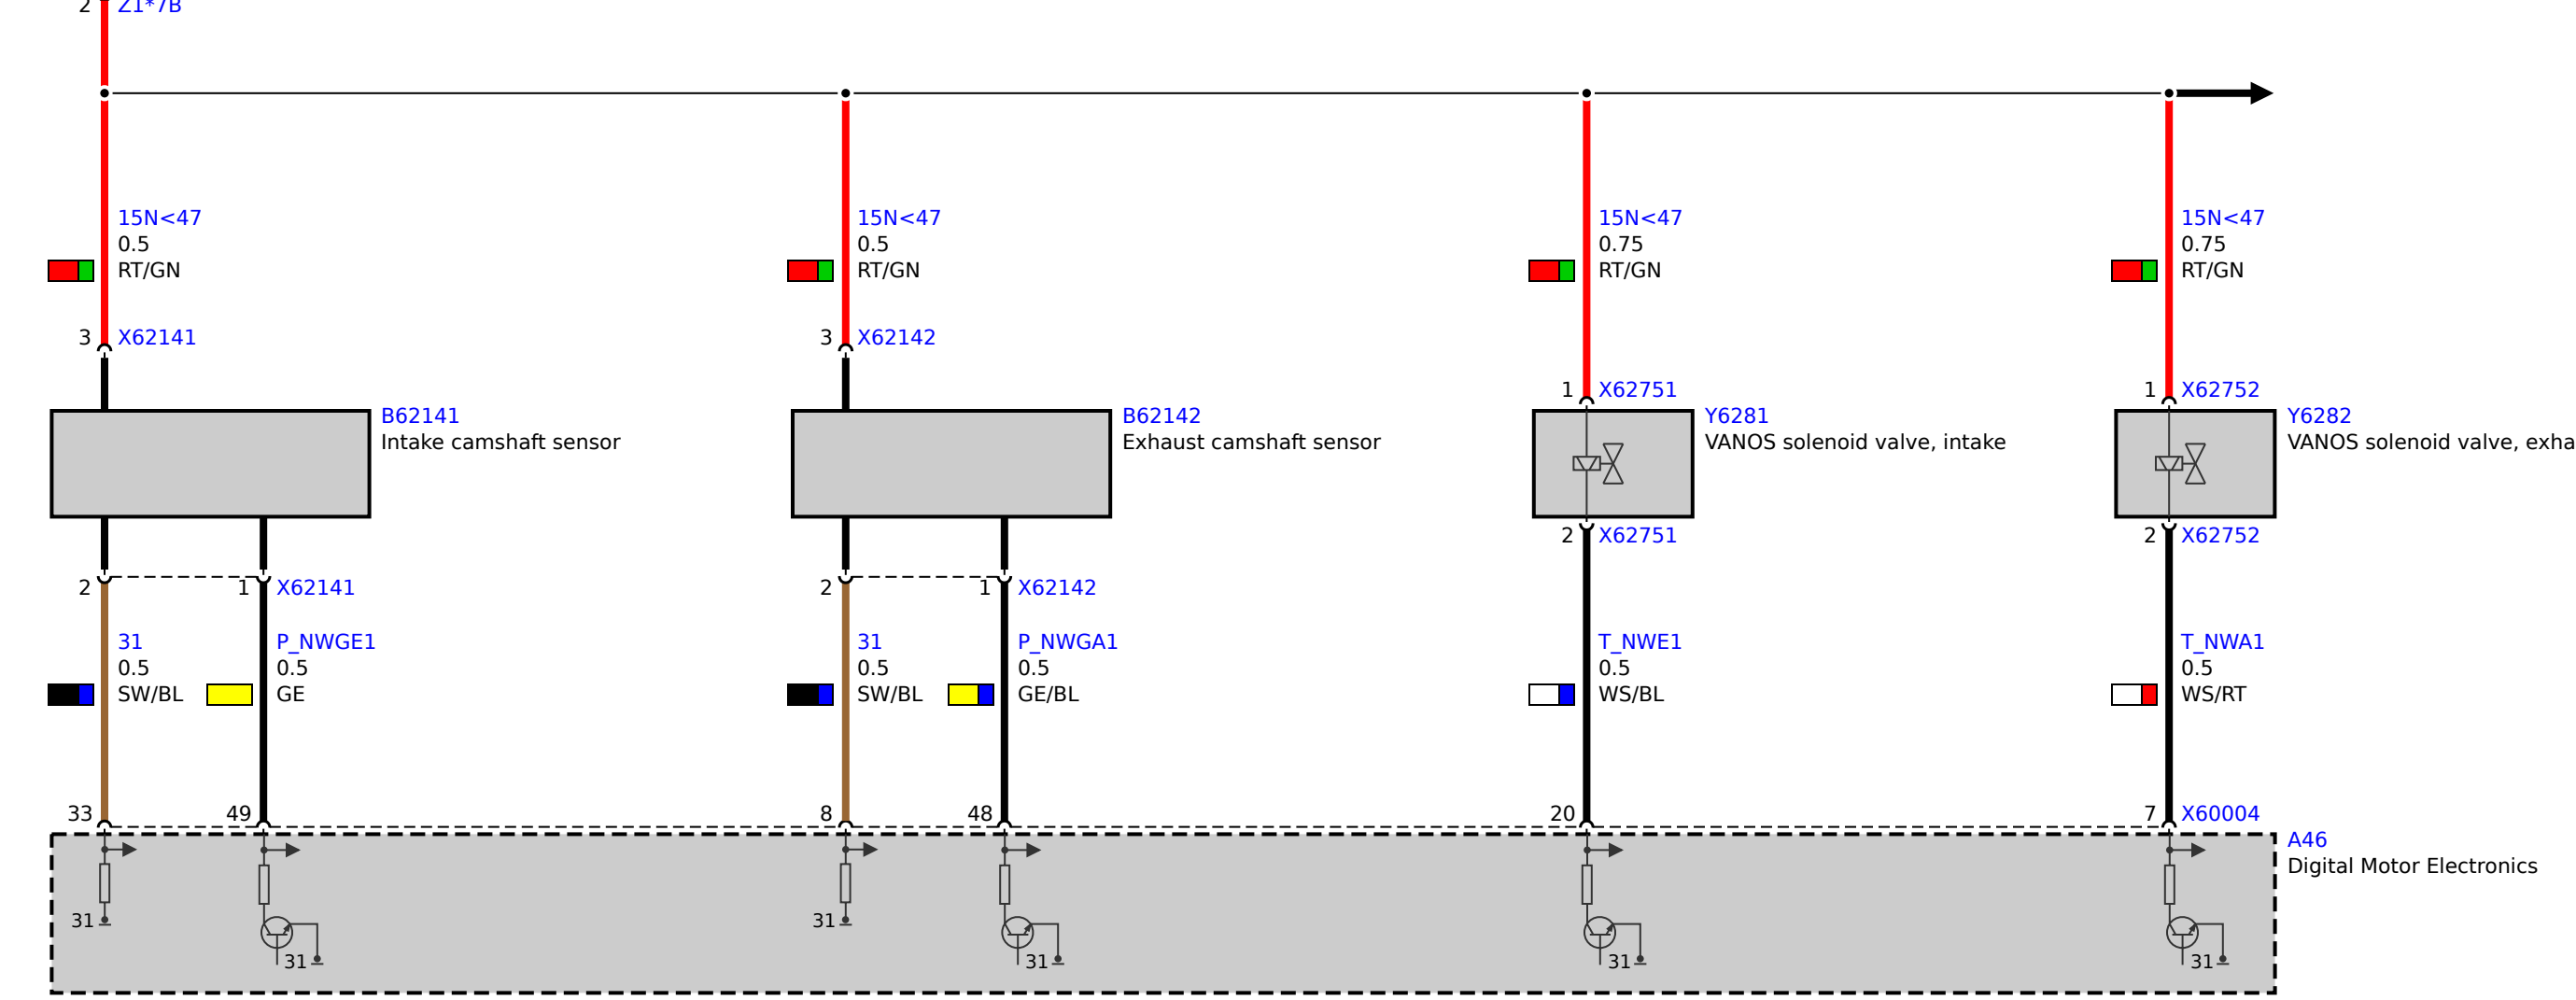 2 Z1*7B
15N<47
0.5
RT/GN
15N<47
0.5
RT/GN
15N<47
0.75
RT/GN
15N<47
0.75
RT/GN
3 X62141
3 X62142
1 X62751
1 X62752
B62141
Intake camshaft sensor
B62142
Exhaust camshaft sensor
Y6281
VANOS solenoid valve, intake
Y6282
VANOS solenoid valve, exha
2 X62751
2 X62752
2 1 X62141
2 1 X62142
31
0.5
SW/BL
P_NWGE1
0.5
GE
31
0.5
SW/BL
P_NWGA1
0.5
GE/BL
T_NWE1
0.5
WS/BL
T_NWA1
0.5
WS/RT
33 49 8 48 20 7 X60004
A46
Digital Motor Electronics
31 31
31 31 31 31